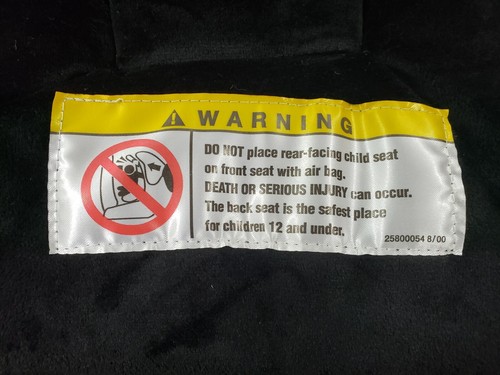 WARNING
DO NOT place rear-facing child seat
on front seat with air bag.
DEATH OR SERIOUS INJURY can occur.
The back seat is the safest place
for children 12 and under.
25800054 8/00